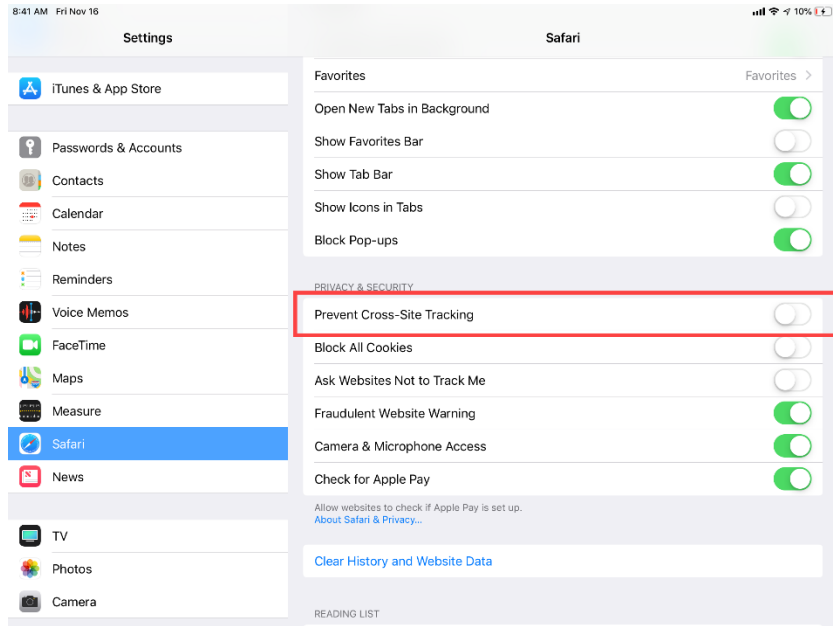 8:41 AM Fri Nov 16
10%
Settings
Safari
iTunes & App Store
Passwords & Accounts
Contacts
Calendar
Notes
Reminders
Voice Memos
FaceTime
Maps
Measure
Safari
News
TV
Photos
Camera
Favorites Favorites
Open New Tabs in Background
Show Favorites Bar
Show Tab Bar
Show Icons in Tabs
Block Pop-ups
PRIVACY & SECURITY
Prevent Cross-Site Tracking
Block All Cookies
Ask Websites Not to Track Me
Fraudulent Website Warning
Camera & Microphone Access
Check for Apple Pay
Allow websites to check if Apple Pay is set up.
About Safari & Privacy...
Clear History and Website Data
READING LIST